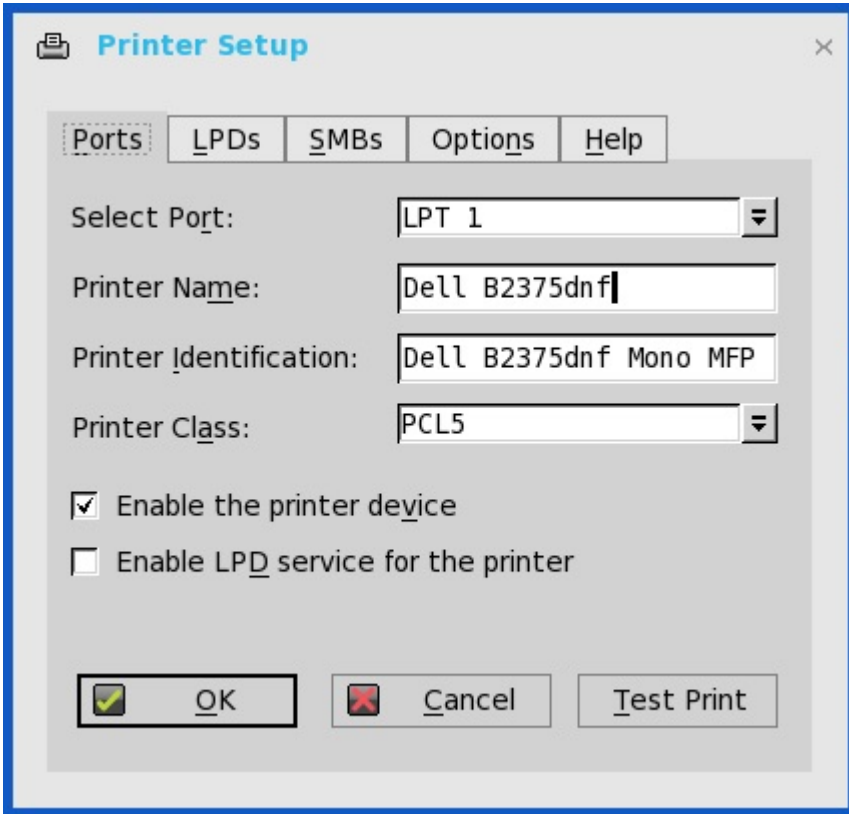 Printer Setup
Ports LPDs SMBs Options Help
Select Port: LPT 1
Printer Name: Dell B2375dnf
Printer Identification: Dell B2375dnf Mono MFP
Printer Class: PCL5
Enable the printer device
Enable LPD service for the printer
OK Cancel Test Print